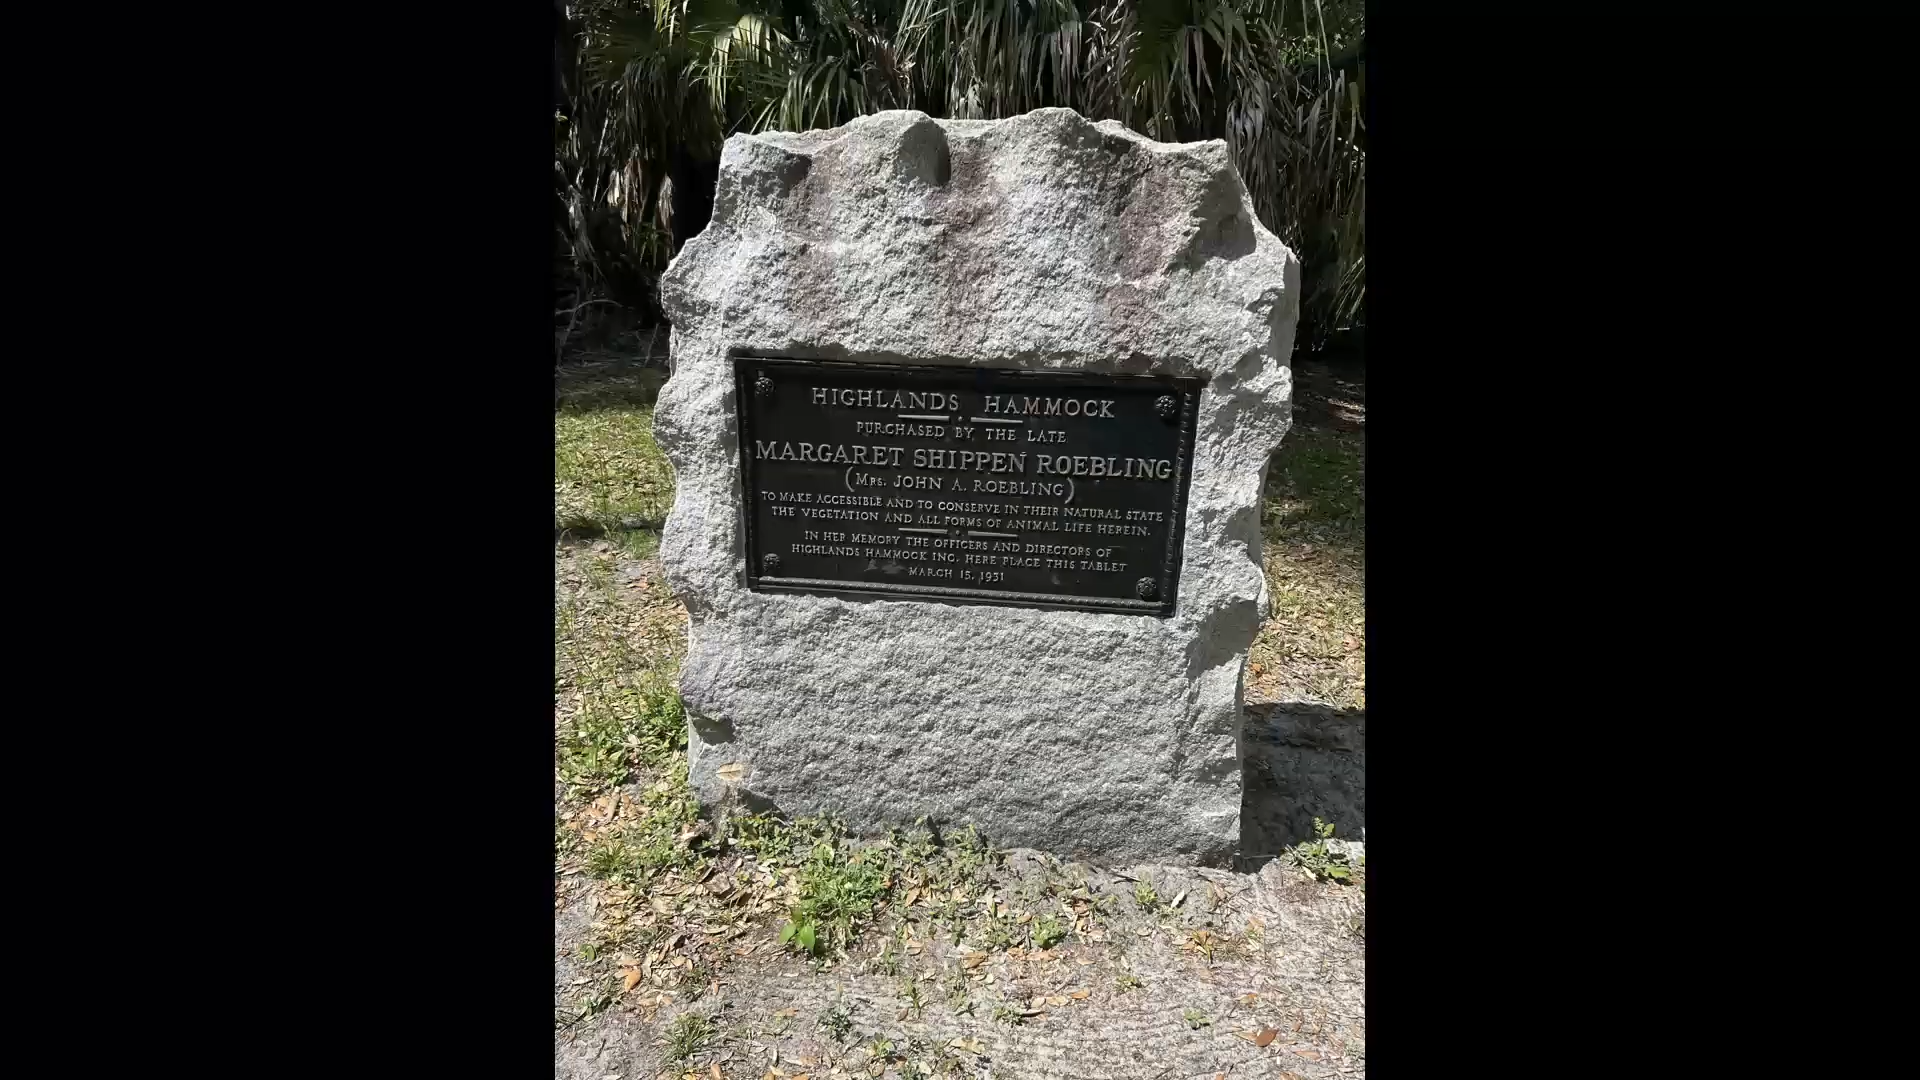 HIGHLANDS HAMMOCK
PURCHASED BY THE LATE
MARGARET SHIPPEN ROEBLING
(MRS. JOHN A. ROEBLING)
TO MAKE ACCESSIBLE AND TO CONSERVE IN THEIR NATURAL STATE
THE VEGETATION AND ALL FORMS OF ANIMAL LIFE HEREIN.
IN HER MEMORY THE OFFICERS AND DIRECTORS OF
HIGHLANDS HAMMOCK INC. HERE PLACE THIS TABLET
MARCH 15, 1931